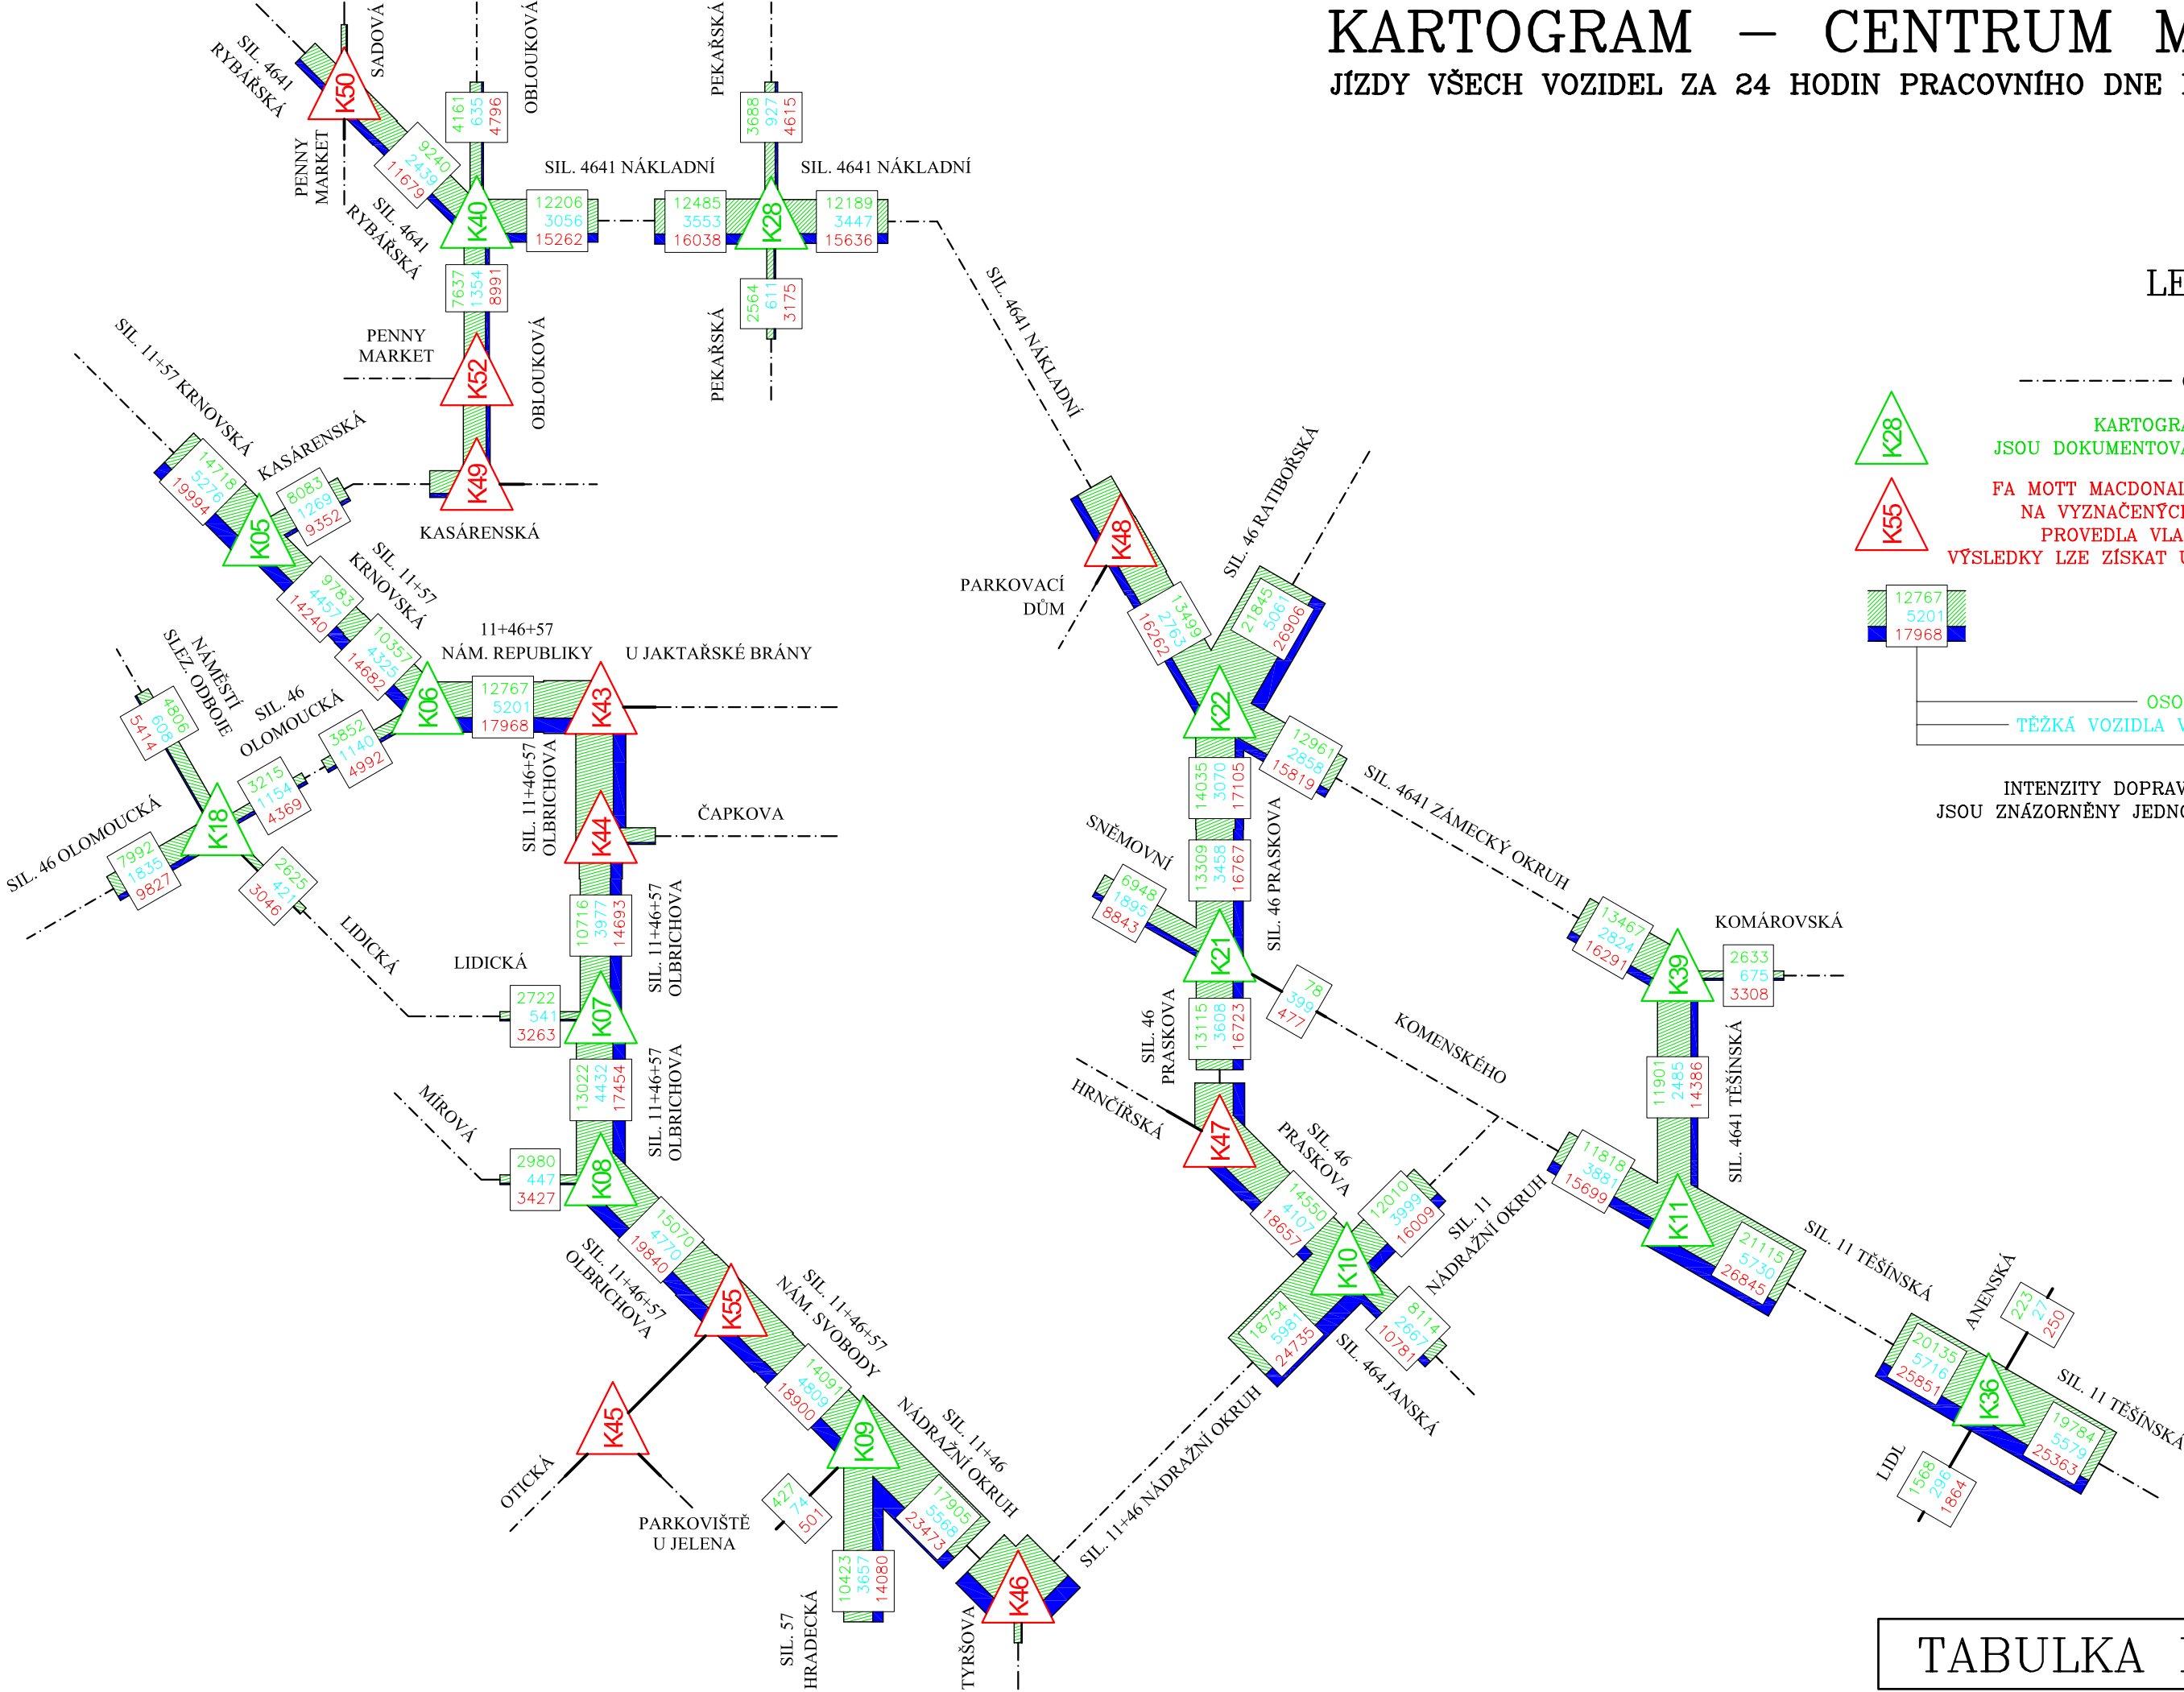 KARTOGRAM – CENTRUM
JÍZDY VŠECH VOZIDEL ZA 24 HODIN PRACOVNÍHO DNE
SIL. 4641
RYBÁŘSKÁ
SADOVÁ
K50
PENNY
MARKET
9240
2439
11679
SIL. 4641
RYBÁŘSKÁ
OBLOUKOVÁ
4161
635
4796
K40
SIL. 4641 NÁKLADNÍ
12206
3056
15262
7637
1354
8991
PENNY
MARKET
K52
OBLOUKOVÁ
K49
KASÁRENSKÁ
PEKAŘSKÁ
3688
927
4615
SIL. 4641 NÁKLADNÍ
12485
3553
16038
K28
12189
3447
15636
2564
611
3175
PEKAŘSKÁ
SIL. 4641 NÁKLADNÍ
SIL. 11+57 KRNOVSKÁ
14718
5276
19994
KASÁRENSKÁ
8083
1269
9352
K05
9783
4457
14240
SIL. 11+57
KRNOVSKÁ
10357
4325
14682
K06
11+46+57
NÁM. REPUBLIKY
12767
5201
17968
U JAKTAŘSKÉ BRÁNY
K43
NÁMĚSTÍ
SLEZ. ODBOJE
4806
608
5414
SIL. 46
OLOMOUCKÁ
3852
1140
4992
3215
1154
4369
K18
SIL. 46 OLOMOUCKÁ
7992
1835
9827
2625
421
3046
LIDICKÁ
SIL. 11+46+57
OLBRICHOVA
K44
ČAPKOVA
10716
3977
14693
SIL. 11+46+57
OLBRICHOVA
LIDICKÁ
2722
541
3263
K07
13022
4432
17454
SIL. 11+46+57
OLBRICHOVA
MÍROVÁ
2980
447
3427
K08
15070
4770
19840
SIL. 11+46+57
OLBRICHOVA
K55
SIL. 11+46+57
NÁM. SVOBODY
14091
4809
18900
K45
OTICKÁ
PARKOVIŠTĚ
U JELENA
K09
427
74
501
SIL. 11+46
NÁDRAŽNÍ OKRUH
17905
5568
23473
10423
3657
14080
SIL. 57
HRADECKÁ
K46
TYRŠOVA
SIL. 11+46 NÁDRAŽNÍ OKRUH
K48
PARKOVACÍ
DŮM
13499
2763
16262
SIL. 46 RATIBOŘSKÁ
21845
5061
26906
K22
12961
2858
15819
14035
3070
17105
SIL. 46 PRASKOVA
13309
3458
16767
SNĚMOVNÍ
6948
1895
8843
K21
78
399
477
SIL. 46
PRASKOVA
13115
3608
16723
KOMENSKÉHO
HRNČÍŘSKÁ
K47
SIL. 46
PRASKOVA
14550
4107
18657
12010
3999
16009
K10
SIL. 11
NÁDRAŽNÍ OKRUH
18754
5981
24735
8114
2667
10781
SIL. 464 JANSKÁ
SIL. 4641 ZÁMECKÝ OKRUH
13467
2824
16291
K39
KOMÁROVSKÁ
2633
675
3308
11901
2485
14386
SIL. 4641 TĚŠÍNSKÁ
11818
3881
15699
K11
21115
5730
26845
SIL. 11 TĚŠÍNSKÁ
ANENSKÁ
223
27
250
20135
5716
25851
K36
SIL. 11 TĚŠÍNSKÁ
19784
5579
25363
LIDL
1568
296
1864
K28
JSOU
K55
FA MOTT
NA VYZNAČENÝCH
PROVEDLA
VÝSLEDKY LZE ZÍSKAT
12767
5201
17968
TĚŽKÁ VOZIDLA
INTENZITY
JSOU ZNÁZORNĚNY
TABULKA